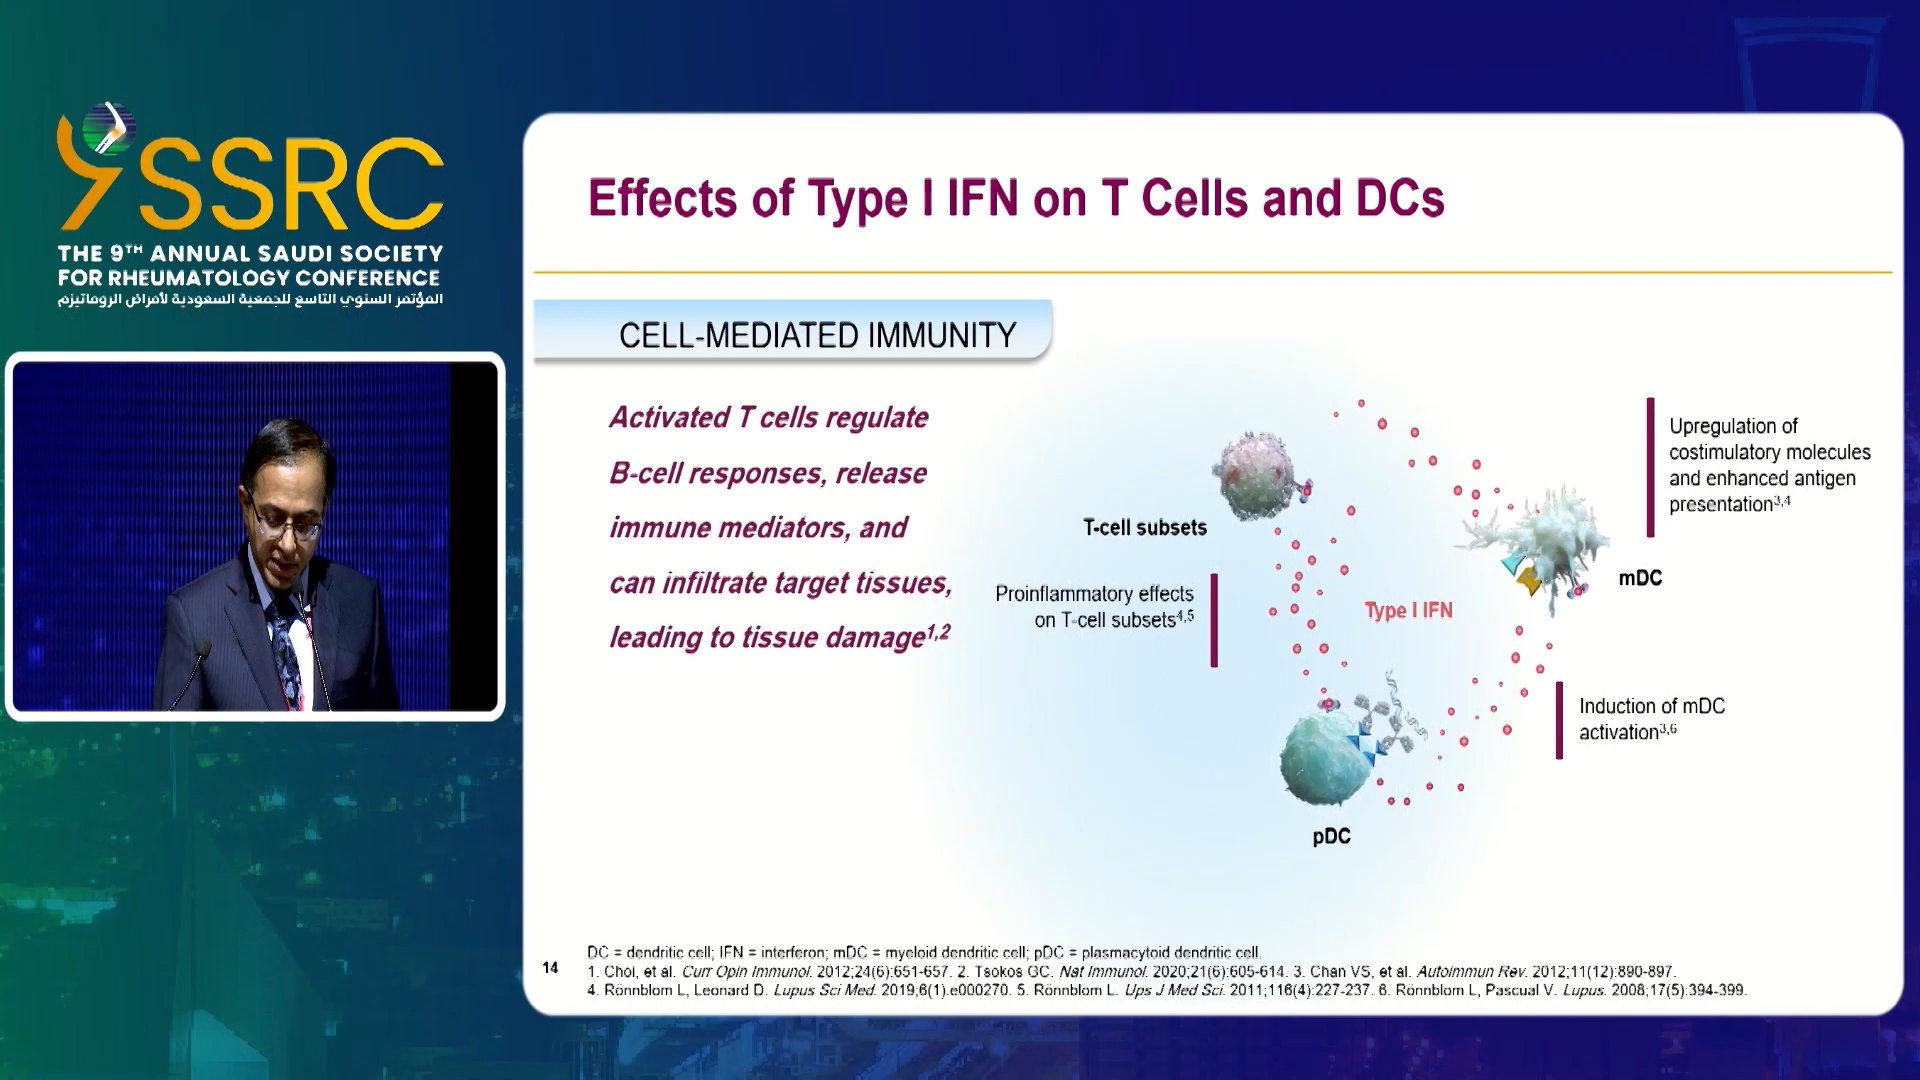 9 SSRC
THE 9TH ANNUAL SAUDI SOCIETY
FOR RHEUMATOLOGY CONFERENCE
المؤتمر السنوي التاسع للجمعية السعودية لأمراض الروماتيزم
Effects of Type I IFN on T Cells and DCs
CELL-MEDIATED IMMUNITY
Activated T cells regulate
B-cell responses, release
immune mediators, and
can infiltrate target tissues,
leading to tissue damage1,2
T-cell subsets
Proinflammatory effects
on T-cell subsets4,5
Type I IFN
Upregulation of
costimulatory molecules
and enhanced antigen
presentation3,4
mDC
Induction of mDC
activation3,6
pDC
DC = dendritic cell; IFN = interferon; mDC = myeloid dendritic cell; pDC = plasmacytoid dendritic cell.
1. Choi, et al. Curr Opin Immunol. 2012;24(6):651-657. 2. Tsokos GC. Nat Immunol. 2020;21(6):605-614. 3. Chan VS, et al. Autoimmun Rev. 2012;11(12):890-897.
4. Rönnblom L, Leonard D. Lupus Sci Med. 2019;6(1).e000270. 5. Rönnblom L. Ups J Med Sci. 2011;116(4):227-237. 6. Rönnblom L, Pascual V. Lupus. 2008;17(5):394-399.
14